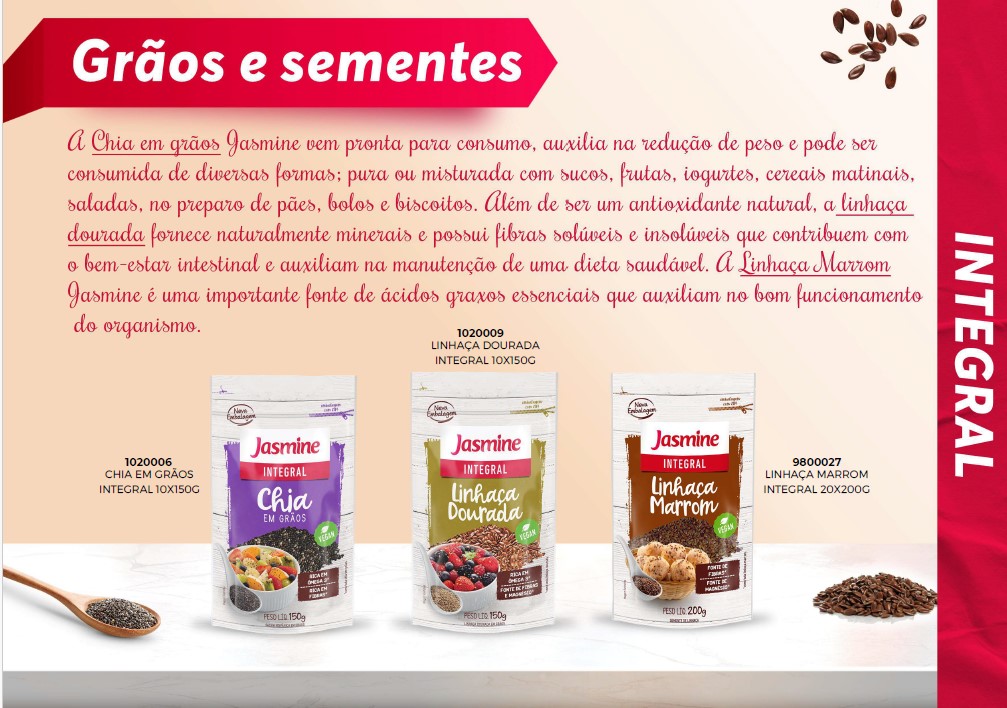 Grãos e sementes
A Chia em grãos Jasmine vem pronta para consumo, auxilia na redução de peso e pode ser
consumida de diversas formas; pura ou misturada com sucos, frutas, iogurtes, cereais matinais,
saladas, no preparo de pães, bolos e biscoitos. Além de ser um antioxidante natural, a linhaça
dourada fornece naturalmente minerais e possui fibras solúveis e insolúveis que contribuem com
o bem-estar intestinal e auxiliam na manutenção de uma dieta saudável. A Linhaça Marrom
Jasmine é uma importante fonte de ácidos graxos essenciais que auxiliam no bom funcionamento
do organismo.
INTEGRAL
1020006
CHIA EM GRÃOS
INTEGRAL 10X150G
Nova
Embalagem
Jasmine
INTEGRAL
Chia
EM GRÃOS
VEGAN
RICA EM
ÔMEGA 3*
RICA EM
FIBRAS*
PESO LÍQ. 150g
1020009
LINHAÇA DOURADA
INTEGRAL 10X150G
Nova
Embalagem
Jasmine
INTEGRAL
Linhaça
Dourada
VEGAN
RICA EM
ÔMEGA 3*
FONTE DE FIBRAS
E MAGNÉSIO*
PESO LÍQ. 150g
9800027
LINHAÇA MARROM
INTEGRAL 20X200G
Nova
Embalagem
Jasmine
INTEGRAL
Linhaça
Marrom
VEGAN
FONTE DE
FIBRAS*
FONTE DE
MAGNÉSIO*
PESO LÍQ. 200g